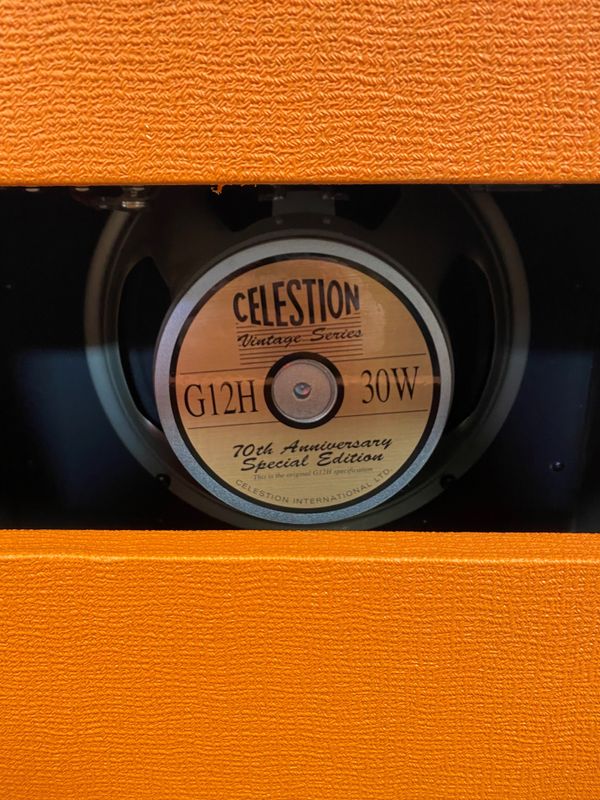 CELESTION
Vintage Series
G12H 30W
70th Anniversary
Special Edition
This is the original G12H specification
CELESTION INTERNATIONAL LTD.